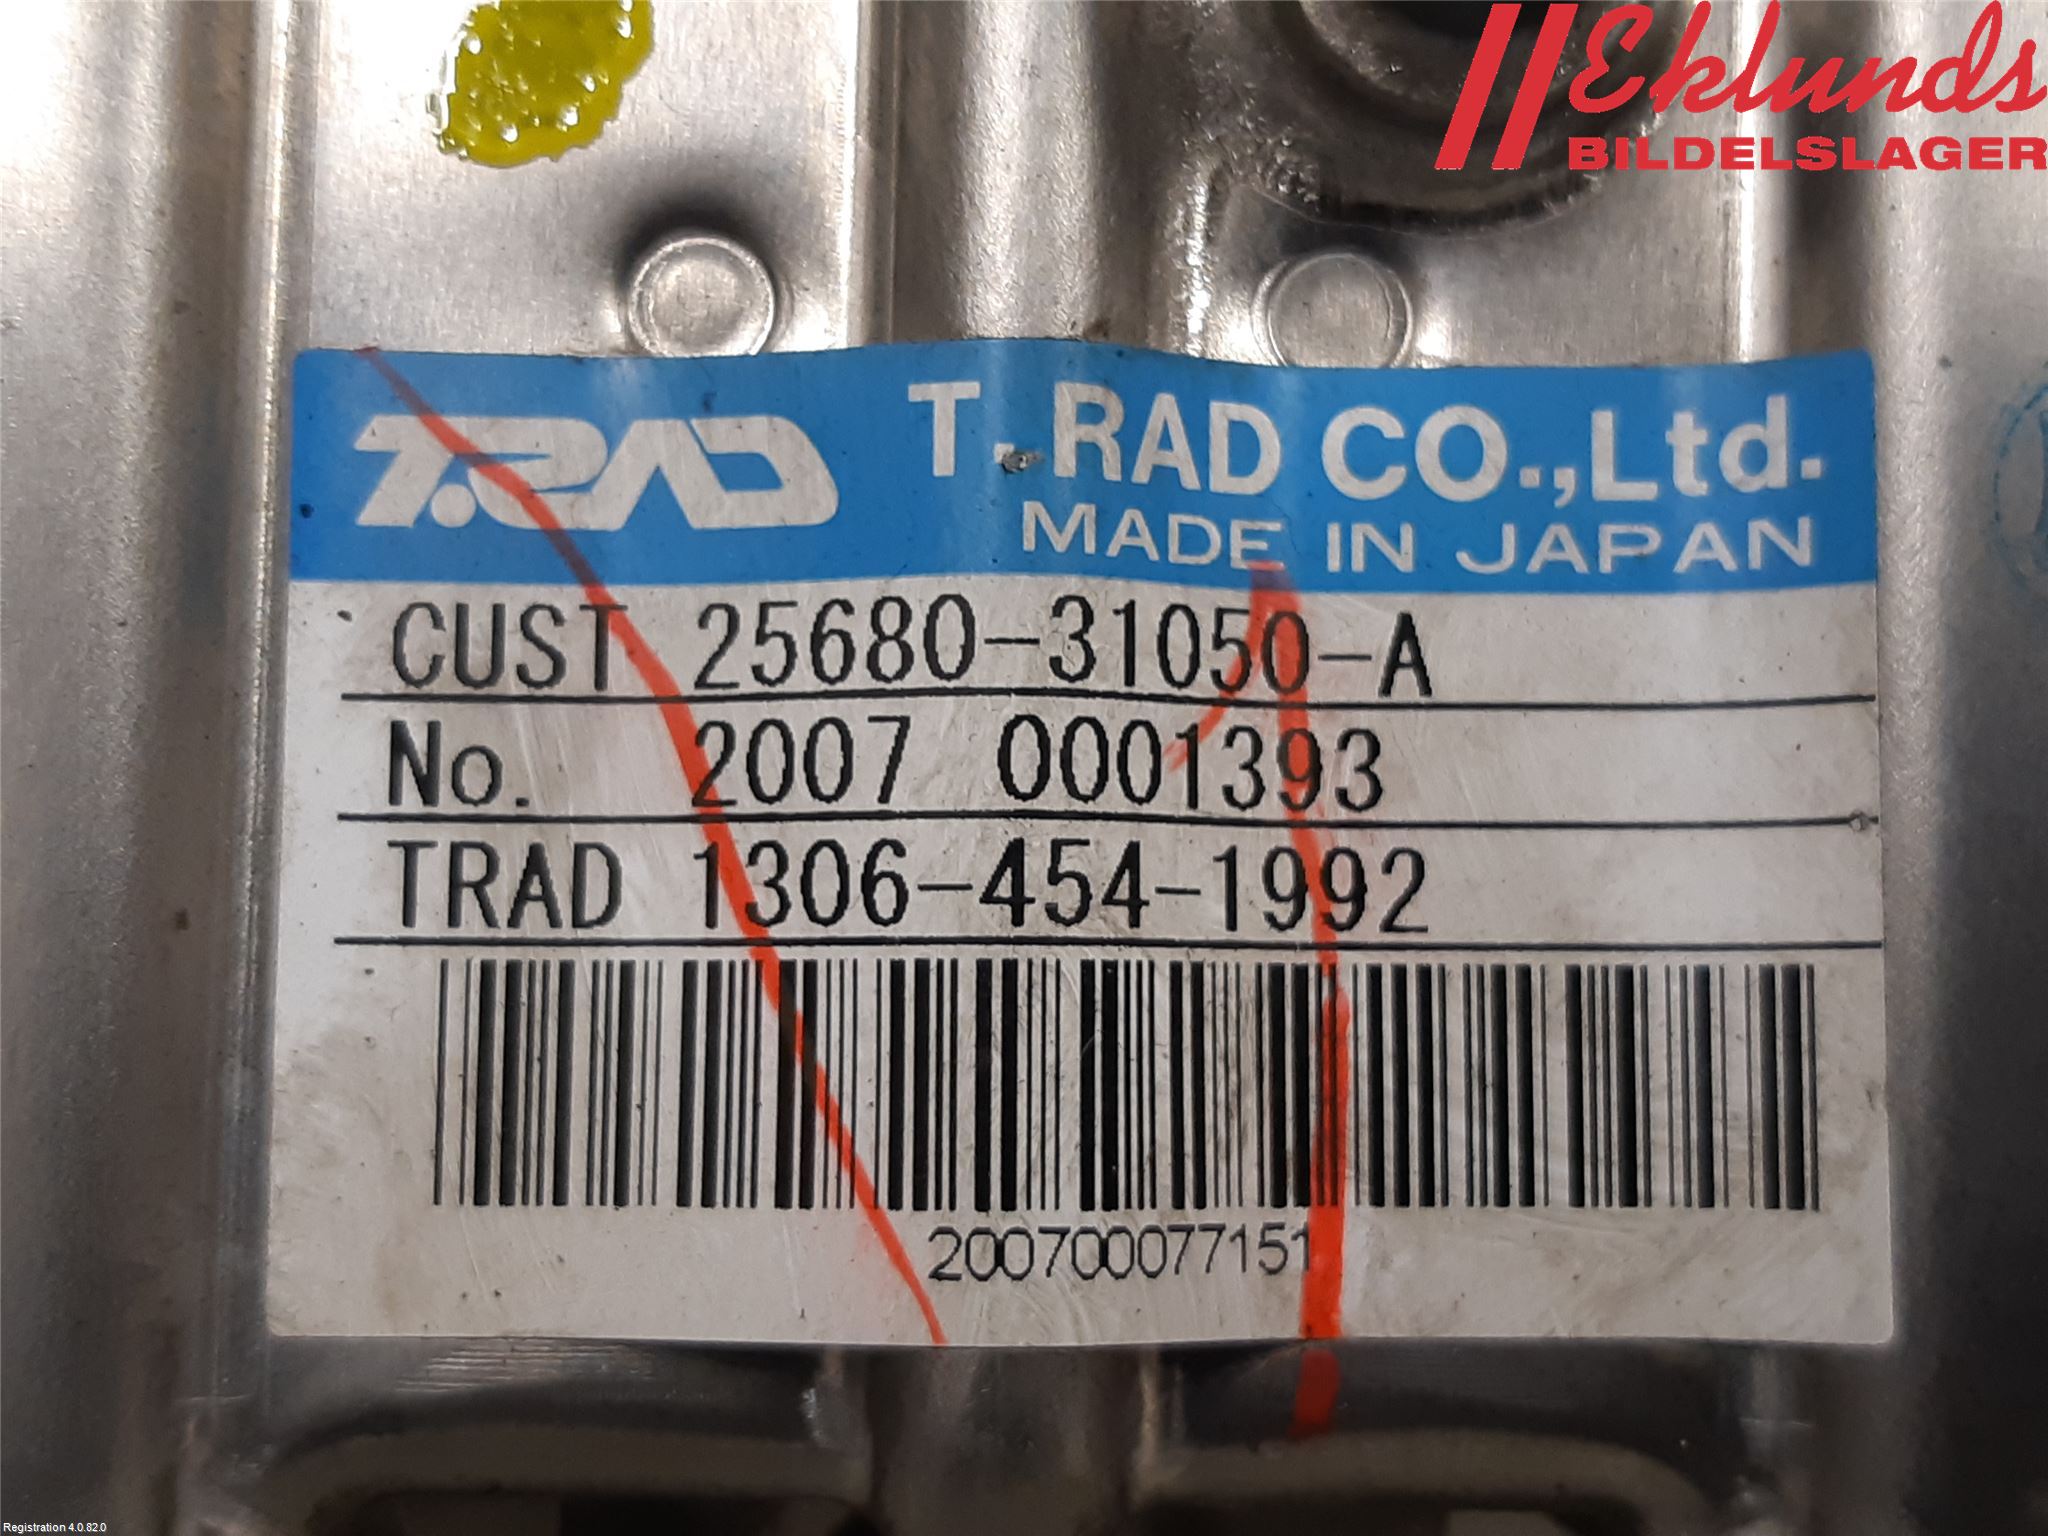 Eklunds
BILDELSLAGER
T.RAD T.RAD CO.,Ltd.
MADE IN JAPAN
CUST 25680-31050-A
No. 2007 0001393
TRAD 1306-454-1992
200700077151
Registration 4.0.82.0